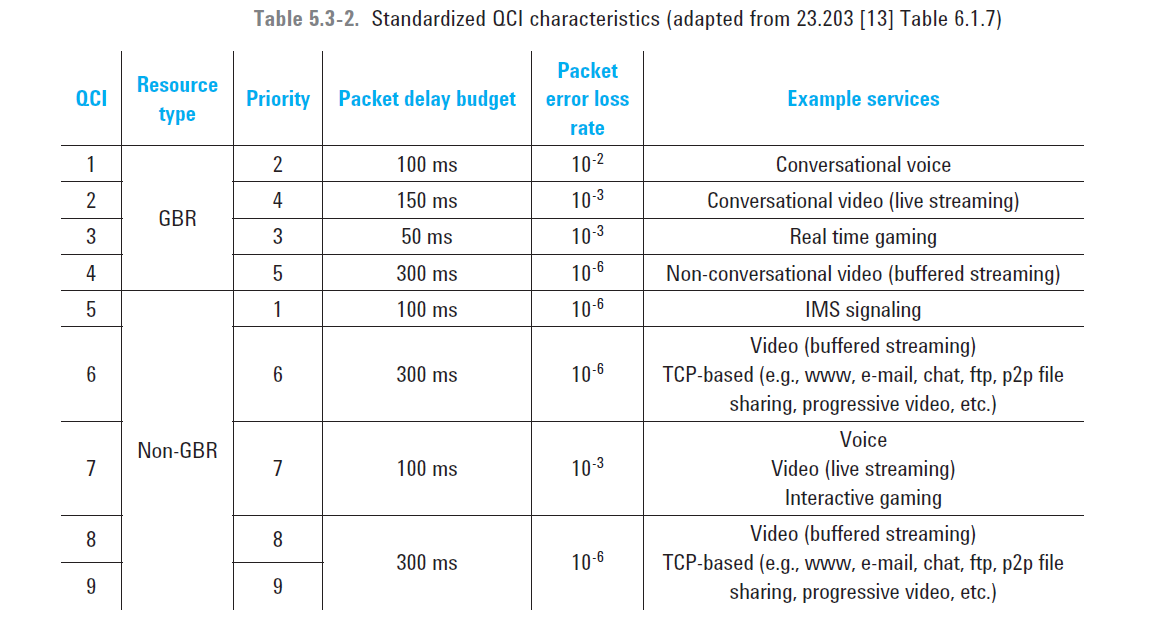 Table 5.3-2. Standardized QCI characteristics (adapted from 23.203 [13] Table 6.1.7)
QCI Resource type Priority Packet delay budget Packet error loss rate Example services
1 GBR 2 100 ms 10-2 Conversational voice
2 4 150 ms 10-3 Conversational video (live streaming)
3 3 50 ms 10-3 Real time gaming
4 5 300 ms 10-6 Non-conversational video (buffered streaming)
5 Non-GBR 1 100 ms 10-6 IMS signaling
6 6 300 ms 10-6 Video (buffered streaming)
TCP-based (e.g., www, e-mail, chat, ftp, p2p file
sharing, progressive video, etc.)
7 7 100 ms 10-3 Voice
Video (live streaming)
Interactive gaming
8 8 300 ms 10-6 Video (buffered streaming)
TCP-based (e.g., www, e-mail, chat, ftp, p2p file
sharing, progressive video, etc.)
9 9